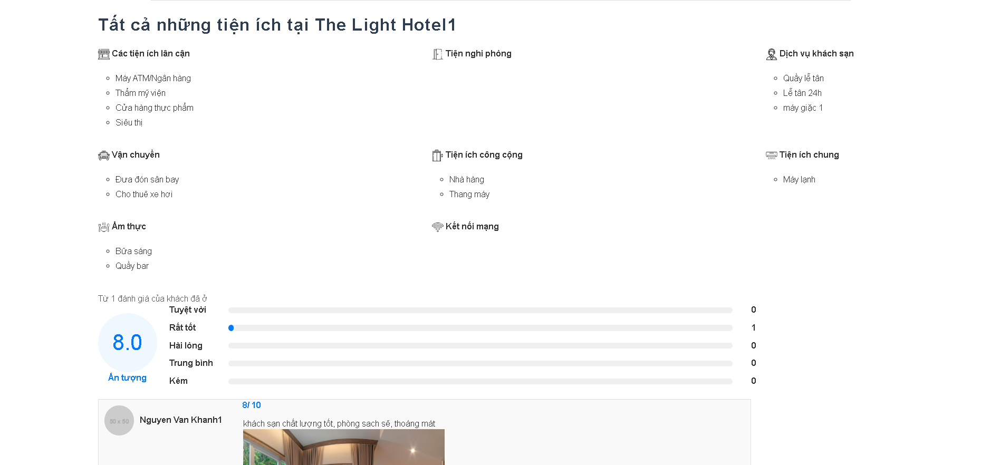 Tất cả những tiện ích tại The Light Hotel1
Các tiện ích lân cận
Máy ATM/Ngân hàng
Thẩm mỹ viện
Cửa hàng thực phẩm
Siêu thị
Tiện nghi phòng
Dịch vụ khách sạn
Quầy lễ tân
Lễ tân 24h
máy giặc 1
Vận chuyển
Đưa đón sân bay
Cho thuê xe hơi
Tiện ích công cộng
Nhà hàng
Thang máy
Tiện ích chung
Máy lạnh
Ẩm thực
Bữa sáng
Quầy bar
Kết nối mạng
Từ 1 đánh giá của khách đã ở
8.0
Ấn tượng
Tuyệt vời 0
Rất tốt 1
Hài lòng 0
Trung bình 0
Kém 0
50 x 50
Nguyen Van Khanh1
8/ 10
khách sạn chất lượng tốt, phòng sach sẽ, thoáng mát